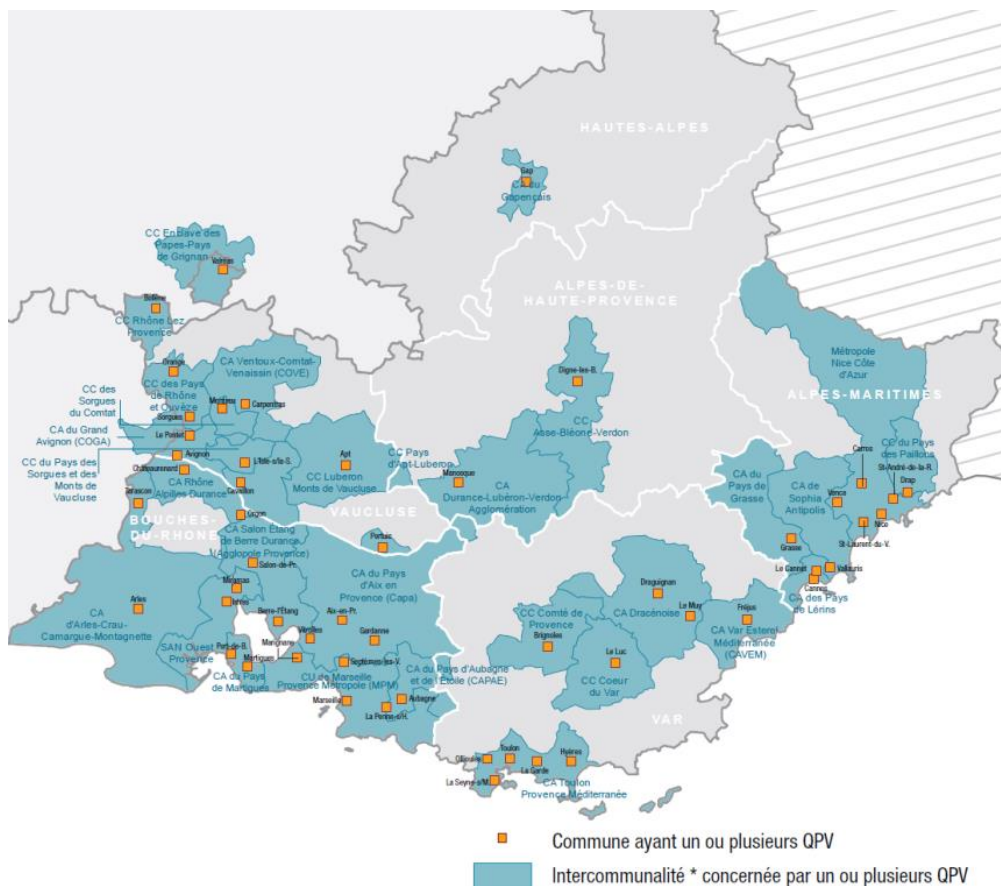 HAUTES-ALPES
Gap
CA du
Gapençais
CC Enclave des
Papes-Pays
de Grignan
Valréas
ALPES-DE-
HAUTE-PROVENCE
Bollène
CC Rhône Lez
Provence
Orange
CA Ventoux-Comtat-
Venaissin (COVE)
CC des Pays
de Rhône
et Ouvèze
Monteux
Carpentras
CC des
Sorgues
du Comtat
Sorgues
CA du Grand
Avignon (COGA)
Le Pontet
Avignon
CC du Pays des
Sorgues et des
Monts de
Vaucluse
L'Isle-s/la-S.
Apt
CC Luberon
Monts de Vaucluse
CC Pays
d'Apt-Luberon
Digne-les-B.
CC
Asse-Bléone-Verdon
Manosque
CA
Durance-Lubéron-Verdon
Agglomération
Métropole
Nice Côte
d'Azur
ALPES-MARITIMES
CC du Pays
des Paillons
Carros
St-André-de-la-R.
Drap
CA du
Pays de
Grasse
CA de
Sophia
Antipolis
Vence
Nice
St-Laurent-du-V.
Grasse
Le Cannet
Vallauris
Cannes
CA des Pays
de Lérins
Châteaurenard
CA Rhône
Alpilles Durance
Cavaillon
Tarascon
BOUCHES-
DU-RHONE
VAUCLUSE
Orgon
CA Salon Étang
de Berre Durance
(Agglopole Provence)
Pertuis
Salon-de-Pr.
CA du Pays
d'Aix en
Provence (Capa)
Miramas
Istres
Arles
CA
d'Arles-Crau-
Camargue-Montagnette
Berre-l'Étang
Aix-en-Pr.
Vitrolles
Gardanne
Marignane
SAN Ouest
Provence
Port-de-B.
Martigues
CA du Pays
de Martigues
Septèmes-les-V.
CU de Marseille
Provence Métropole (MPM)
CA du Pays d'Aubagne
et de l'Étoile (CAPAE)
Marseille
Aubagne
La Penne-s/H.
Draguignan
CA Dracénoise
Le Muy
Fréjus
CA Var Esterel
Méditerranée
(CAVEM)
CC Comté de
Provence
Brignoles
Le Luc
CC Coeur
du Var
VAR
Ollioules
Toulon
Hyères
La Garde
La Seyne-s/M.
CA Toulon
Provence Méditerranée
Commune ayant un ou plusieurs QPV
Intercommunalité * concernée par un ou plusieurs QPV